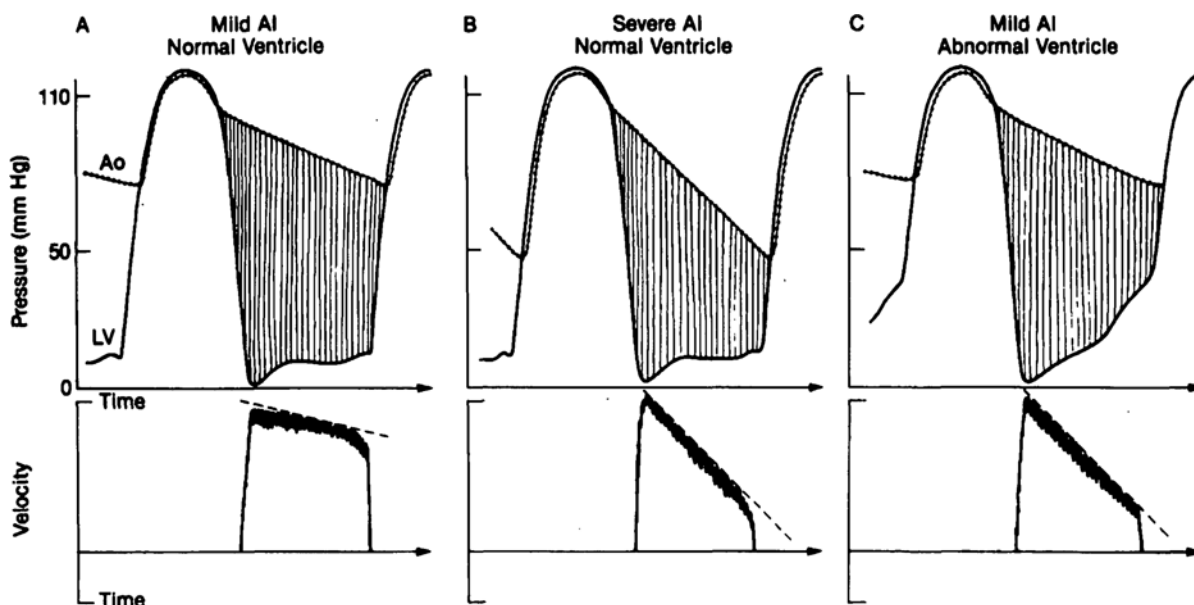 A
Mild AI
Normal Ventricle
B
Severe AI
Normal Ventricle
C
Mild AI
Abnormal Ventricle
Pressure (mm Hg)
110
50
0
Ao
LV
Time
Velocity
Time